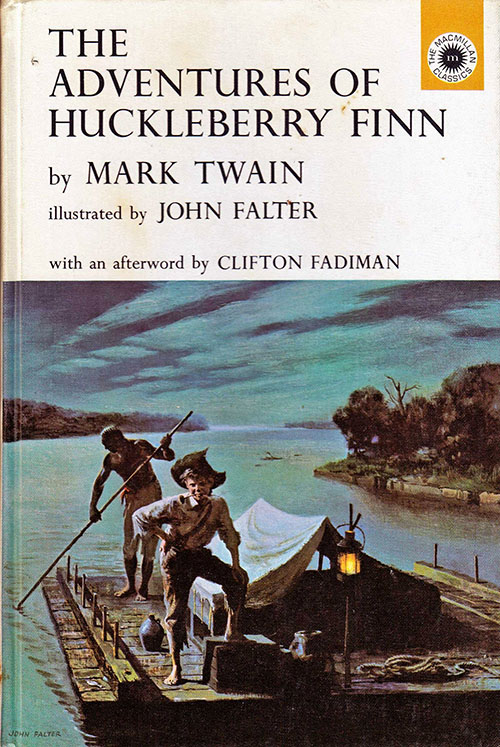 THE
ADVENTURES OF
HUCKLEBERRY FINN
by MARK TWAIN
illustrated by JOHN FALTER
with an afterword by CLIFTON FADIMAN
THE MACMILLAN
m
CLASSICS
JOHN FALTER